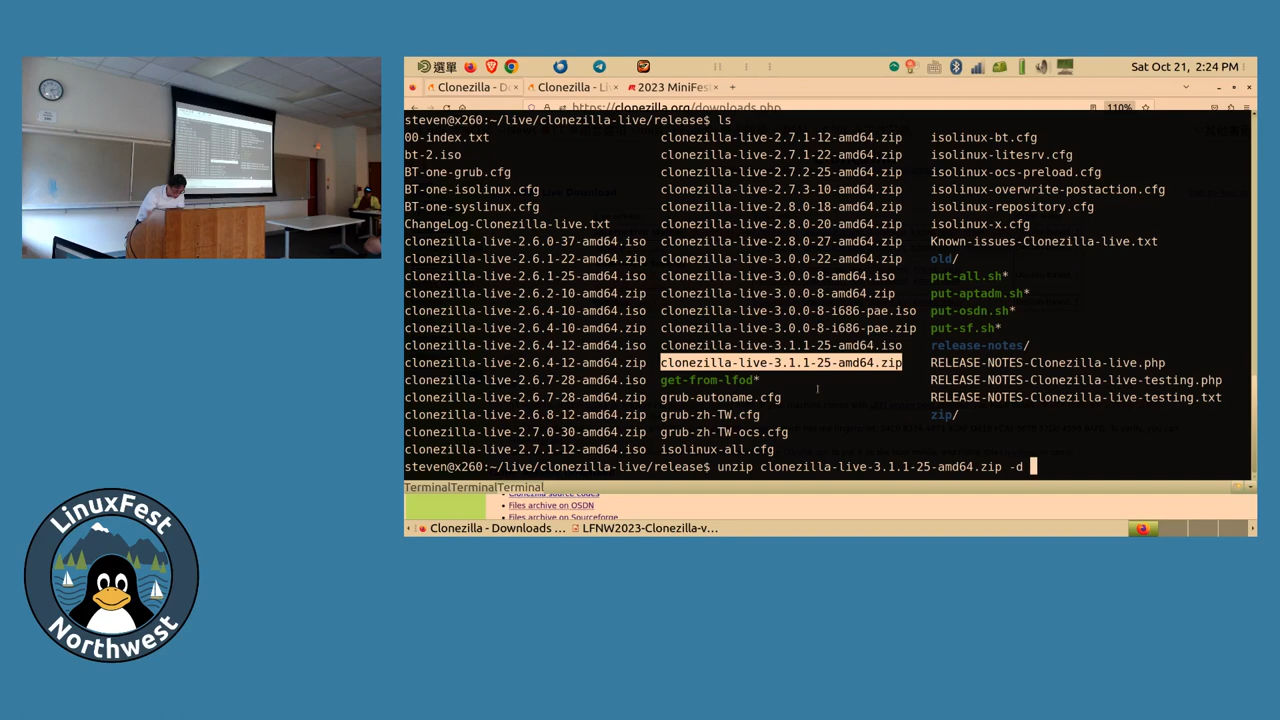 選單
Sat Oct 21, 2:24 PM
Clonezilla - D
Clonezilla - Li
2023 MiniFes
https://clonezilla.org/downloads.php
110%
steven@x260:~/live/clonezilla-live/release$ ls
00-index.txt clonezilla-live-2.7.1-12-amd64.zip isolinux-bt.cfg
bt-2.iso clonezilla-live-2.7.1-22-amd64.zip isolinux-litesrv.cfg
BT-one-grub.cfg clonezilla-live-2.7.2-25-amd64.zip isolinux-ocs-preload.cfg
BT-one-isolinux.cfg clonezilla-live-2.7.3-10-amd64.zip isolinux-overwrite-postaction.cfg
BT-one-syslinux.cfg clonezilla-live-2.8.0-18-amd64.zip isolinux-repository.cfg
ChangeLog-Clonezilla-live.txt clonezilla-live-2.8.0-20-amd64.zip isolinux-x.cfg
clonezilla-live-2.6.0-37-amd64.iso clonezilla-live-2.8.0-27-amd64.zip Known-issues-Clonezilla-live.txt
clonezilla-live-2.6.1-22-amd64.zip clonezilla-live-3.0.0-22-amd64.zip old/
clonezilla-live-2.6.1-25-amd64.iso clonezilla-live-3.0.0-8-amd64.iso put-all.sh*
clonezilla-live-2.6.2-10-amd64.zip clonezilla-live-3.0.0-8-amd64.zip put-aptadm.sh*
clonezilla-live-2.6.4-10-amd64.iso clonezilla-live-3.0.0-8-i686-pae.iso put-osdn.sh*
clonezilla-live-2.6.4-10-amd64.zip clonezilla-live-3.0.0-8-i686-pae.zip put-sf.sh*
clonezilla-live-2.6.4-12-amd64.iso clonezilla-live-3.1.1-25-amd64.iso release-notes/
clonezilla-live-2.6.4-12-amd64.zip clonezilla-live-3.1.1-25-amd64.zip RELEASE-NOTES-Clonezilla-live.php
clonezilla-live-2.6.7-28-amd64.iso get-from-lfod* RELEASE-NOTES-Clonezilla-live-testing.php
clonezilla-live-2.6.7-28-amd64.zip grub-autoname.cfg RELEASE-NOTES-Clonezilla-live-testing.txt
clonezilla-live-2.6.8-12-amd64.zip grub-zh-TW.cfg zip/
clonezilla-live-2.7.0-30-amd64.zip grub-zh-TW-ocs.cfg
clonezilla-live-2.7.1-12-amd64.iso isolinux-all.cfg
steven@x260:~/live/clonezilla-live/release$ unzip clonezilla-live-3.1.1-25-amd64.zip -d
TerminalTerminalTerminal
Clonezilla source codes
Files archive on OSDN
Files archive on Sourceforge
Clonezilla - Downloads ... LFNW2023-Clonezilla-v...
LinuxFest
Northwest